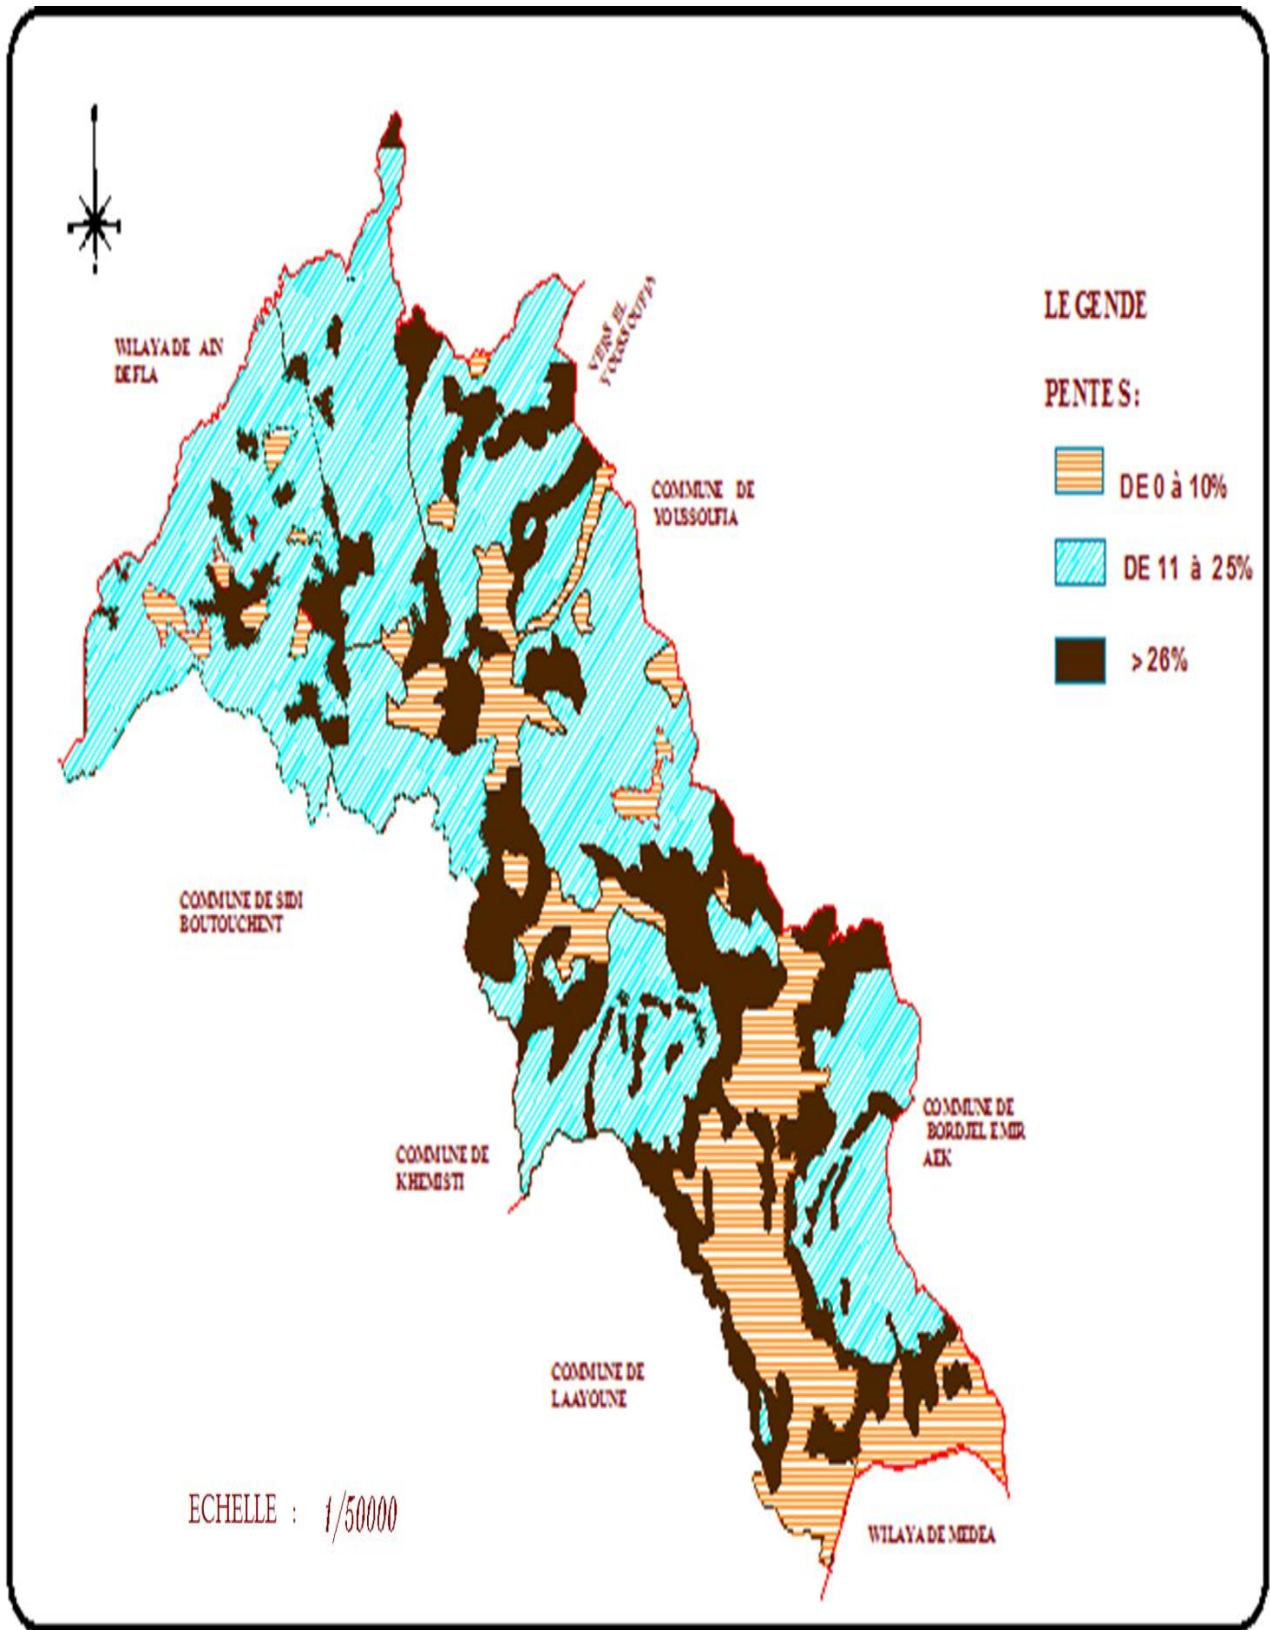 WILAYA DE AIN
DEFLA
VERS EL
YOUSSOUFIA
LEGENDE
PENTES:
DE 0 à 10%
DE 11 à 25%
> 26%
COMMUNE DE
YOUSSOUFIA
COMMUNE DE SIDI
BOUTOUCHENT
COMMUNE DE
KHEMISTI
COMMUNE DE
BORDJ EL EMIR
AEK
COMMUNE DE
LAAYOUNE
ECHELLE : 1/50000
WILAYA DE MEDEA